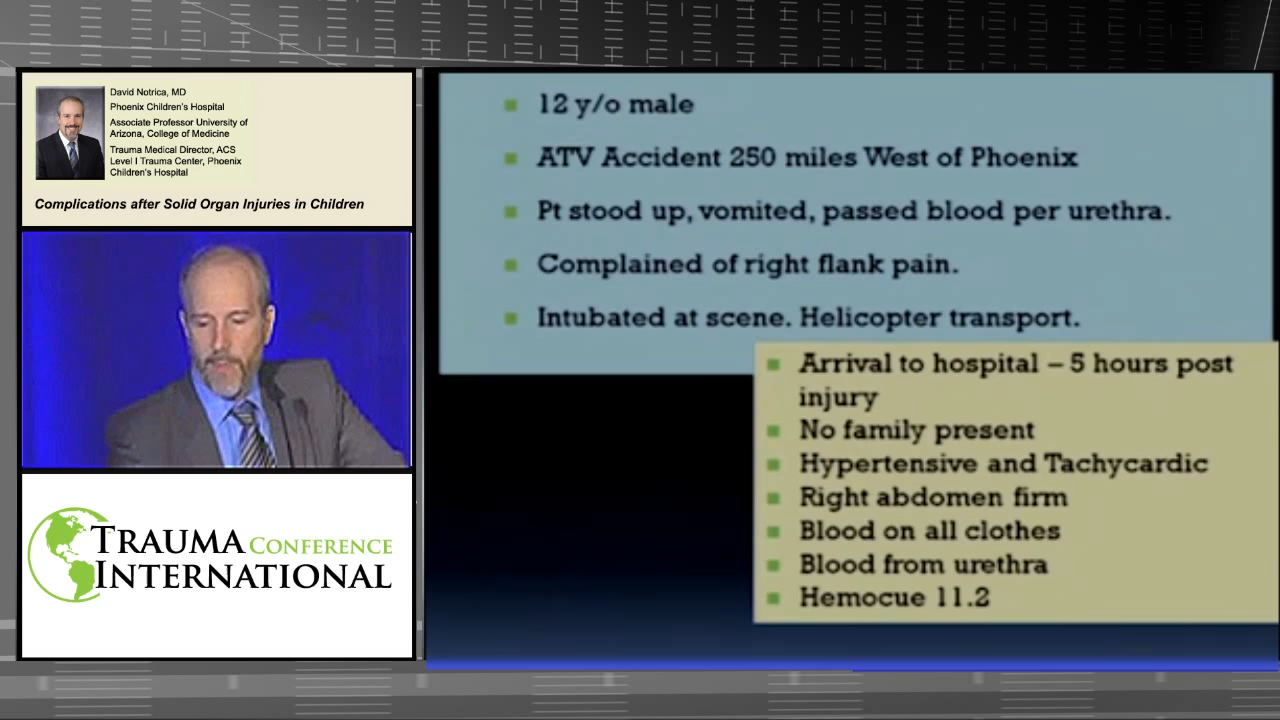 David Notrica, MD
Phoenix Children's Hospital
Associate Professor University of
Arizona, College of Medicine
Trauma Medical Director, ACS
Level I Trauma Center, Phoenix
Children's Hospital
Complications after Solid Organ Injuries in Children
TRAUMA CONFERENCE
INTERNATIONAL
12 y/o male
ATV Accident 250 miles West of Phoenix
Pt stood up, vomited, passed blood per urethra.
Complained of right flank pain.
Intubated at scene. Helicopter transport.
Arrival to hospital – 5 hours post
injury
No family present
Hypertensive and Tachycardic
Right abdomen firm
Blood on all clothes
Blood from urethra
Hemocue 11.2